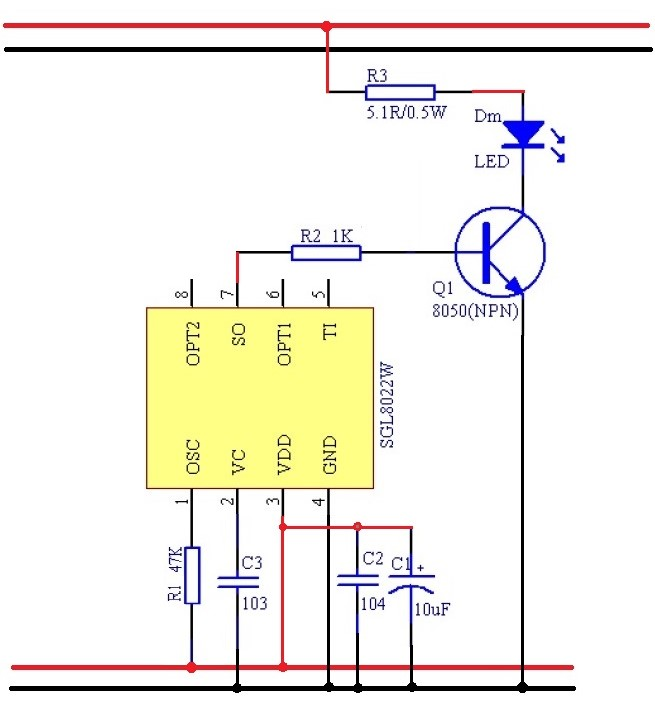 R3
5.1R/0.5W
Dm
LED
R2 1K
Q1
8050(NPN)
8
7
6
5
OPT2
SO
OPT1
TI
SGL8022W
OSC
VC
VDD
GND
1
2
3
4
R1 47K
C3
103
C2
104
C1 +
10uF